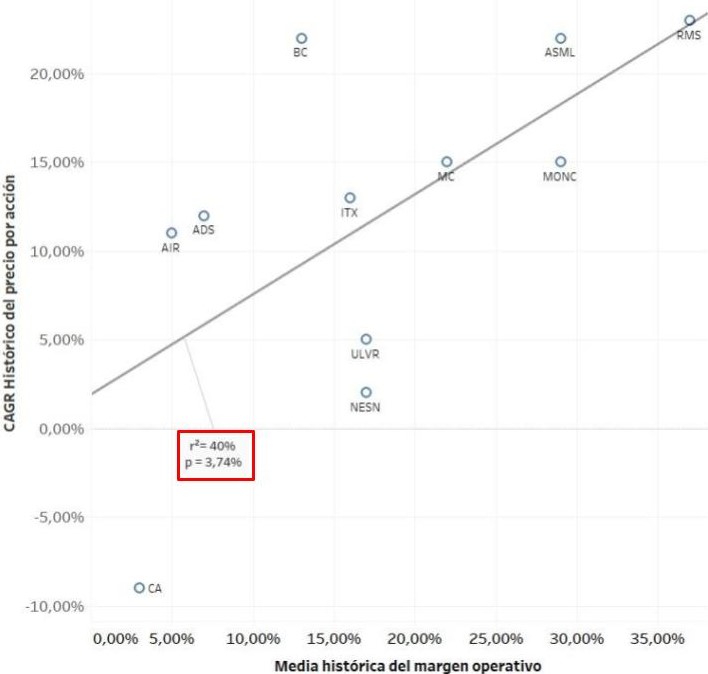 RMS
BC
ASML
20,00%
15,00%
MC
MONC
ITX
ADS
AIR
10,00%
5,00%
ULVR
NESN
0,00%
r²= 40%
p = 3,74%
-5,00%
CA
-10,00%
CAGR Histórico del precio por acción
0,00% 5,00% 10,00% 15,00% 20,00% 25,00% 30,00% 35,00%
Media histórica del margen operativo